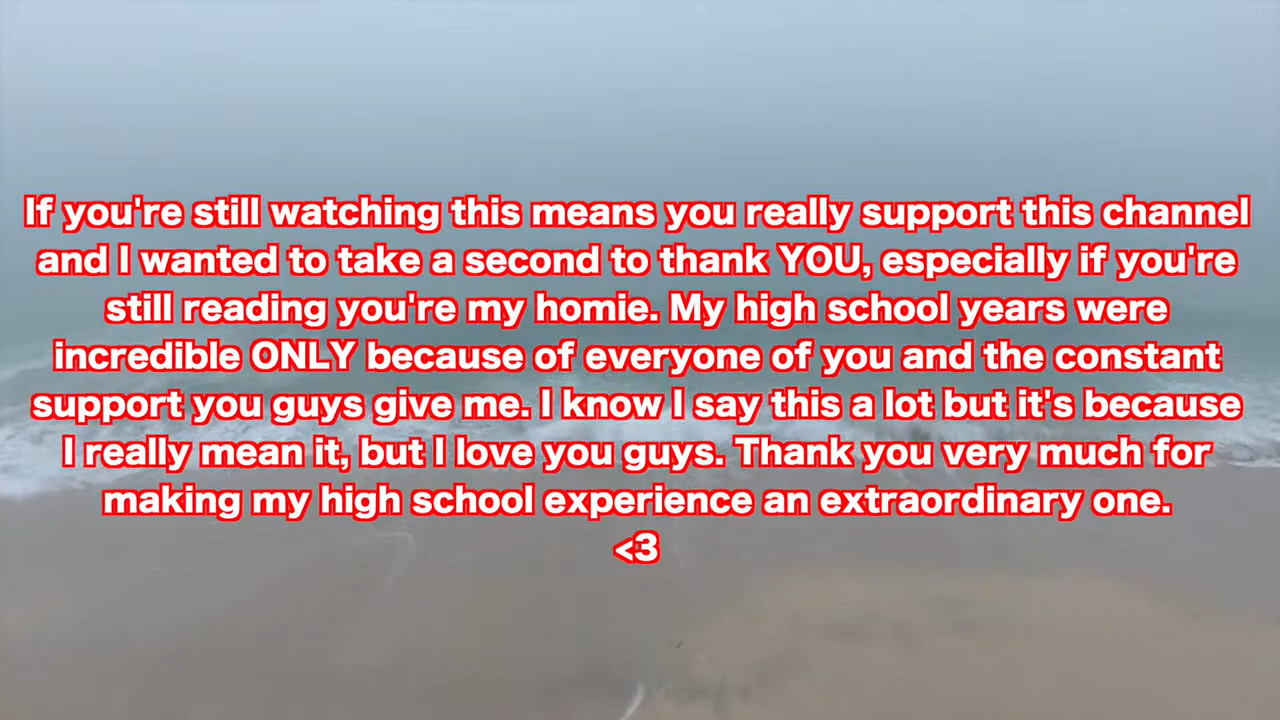 If you're still watching this means you really support this channel
and I wanted to take a second to thank YOU, especially if you're
still reading you're my homie. My high school years were
incredible ONLY because of everyone of you and the constant
support you guys give me. I know I say this a lot but it's because
I really mean it, but I love you guys. Thank you very much for
making my high school experience an extraordinary one.
<3